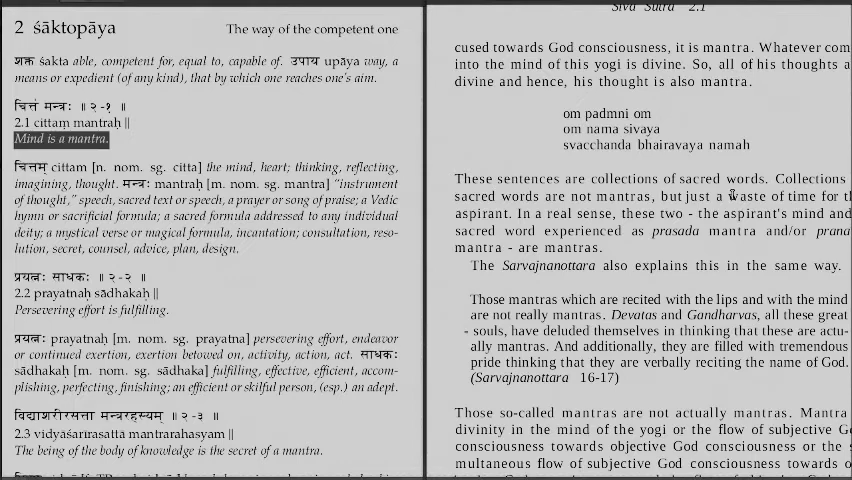 2 śāktopāya The way of the competent one
शक्त śakta able, competent for, equal to, capable of. उपाय upāya way, a
means or expedient (of any kind), that by which one reaches one's aim.
चित्तं मन्त्रः ॥ २-१ ॥
2.1 cittaṃ mantraḥ ||
Mind is a mantra.
चित्तम् cittam [n. nom. sg. citta] the mind, heart; thinking, reflecting,
imagining, thought. मन्त्रः mantraḥ [m. nom. sg. mantra] "instrument
of thought," speech, sacred text or speech, a prayer or song of praise; a Vedic
hymn or sacrificial formula; a sacred formula addressed to any individual
deity; a mystical verse or magical formula, incantation; consultation, reso-
lution, secret, counsel, advice, plan, design.
प्रयत्नः साधकः ॥ २-२ ॥
2.2 prayatnaḥ sādhakaḥ ||
Persevering effort is fulfilling.
प्रयत्नः prayatnaḥ [m. nom. sg. prayatna] persevering effort, endeavor
or continued exertion, exertion betowed on, activity, action, act. साधकः
sādhakaḥ [m. nom. sg. sādhaka] fulfilling, effective, efficient, accom-
plishing, perfecting, finishing; an efficient or skilful person, (esp.) an adept.
विद्याशरीरसत्ता मन्त्ररहस्यम् ॥ २-३ ॥
2.3 vidyāśarīrasattā mantrarahasyam ||
The being of the body of knowledge is the secret of a mantra.
Siva Sutra 2.1
cused towards God consciousness, it is mantra. Whatever com
into the mind of this yogi is divine. So, all of his thoughts a
divine and hence, his thought is also mantra.
om padmni om
om nama sivaya
svacchanda bhairavaya namah
These sentences are collections of sacred words. Collections
sacred words are not mantras, but just a waste of time for t
aspirant. In a real sense, these two - the aspirant's mind and
sacred word experienced as prasada mantra and/or prana
mantra - are mantras.
The Sarvajnanottara also explains this in the same way.
Those mantras which are recited with the lips and with the mind
are not really mantras. Devatas and Gandharvas, all these great
- souls, have deluded themselves in thinking that these are actu-
ally mantras. And additionally, they are filled with tremendous
pride thinking that they are verbally reciting the name of God.
(Sarvajnanottara 16-17)
Those so-called mantras are not actually mantras. Mantra
divinity in the mind of the yogi or the flow of subjective G
consciousness towards objective God consciousness or the s
multaneous flow of subjective God consciousness towards o